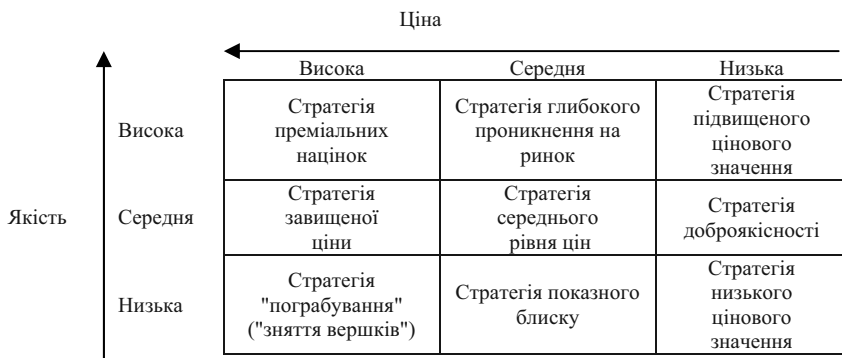 Ціна
Висока
Середня
Низька
Якість
Висока
Стратегія
преміальних
націнок
Стратегія глибокого
проникнення на
ринок
Стратегія
підвищеного
цінового
значення
Середня
Стратегія
завищеної
ціни
Стратегія
середнього
рівня цін
Стратегія
доброякісності
Низька
Стратегія
"пограбування"
("зняття вершків")
Стратегія показного
блиску
Стратегія
низького
цінового
значення